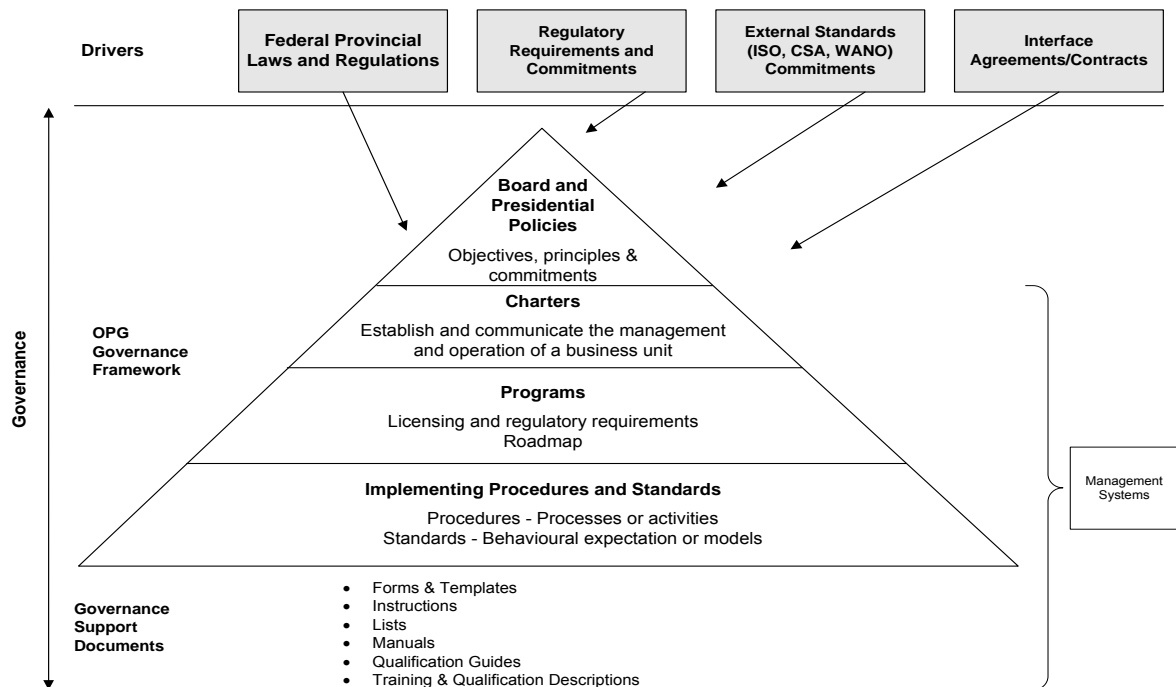 Drivers
Federal Provincial
Laws and Regulations
Regulatory
Requirements and
Commitments
External Standards
(ISO, CSA, WANO)
Commitments
Interface
Agreements/Contracts
Governance
OPG
Governance
Framework
Board and
Presidential
Policies
Objectives, principles &
commitments
Charters
Establish and communicate the management
and operation of a business unit
Programs
Licensing and regulatory requirements
Roadmap
Implementing Procedures and Standards
Procedures - Processes or activities
Standards - Behavioural expectation or models
Management
Systems
Governance
Support
Documents
• Forms & Templates
• Instructions
• Lists
• Manuals
• Qualification Guides
• Training & Qualification Descriptions